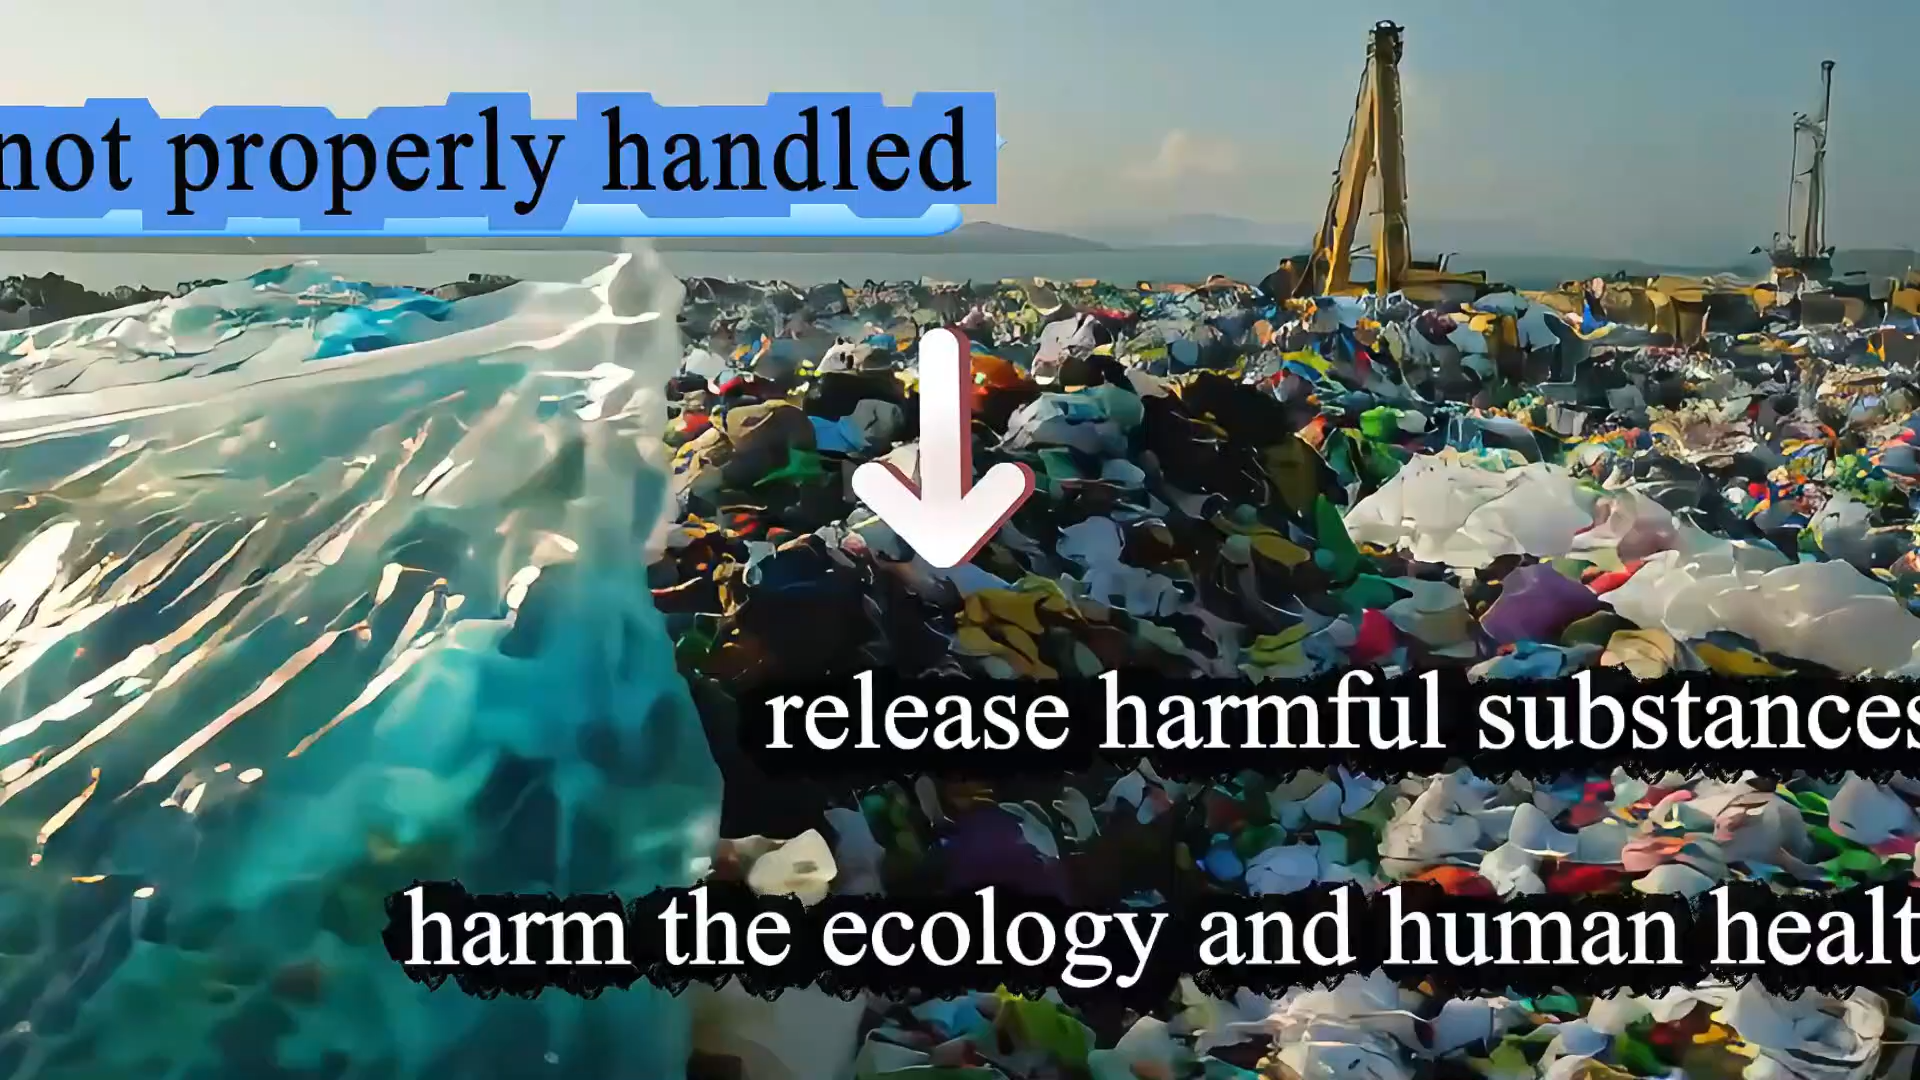 not properly handled
release harmful substances
harm the ecology and human healt